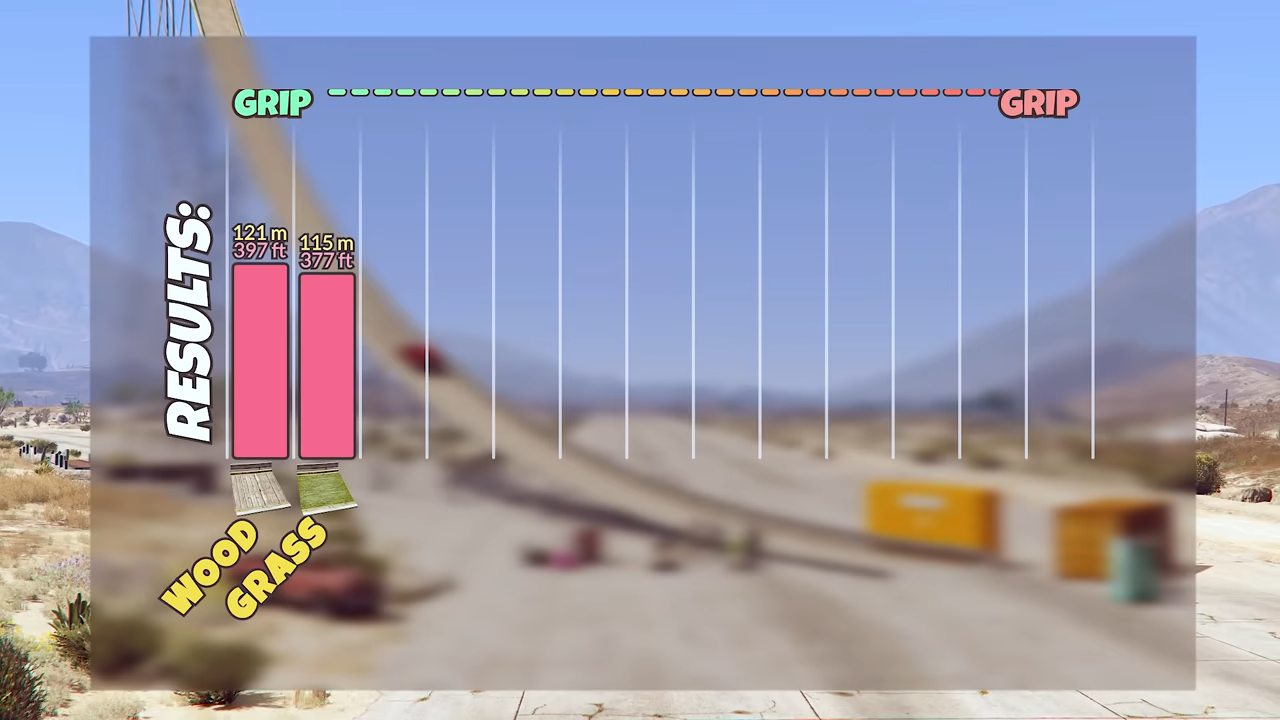 GRIP
GRIP
RESULTS:
121 m
397 ft
115 m
377 ft
WOOD
GRASS